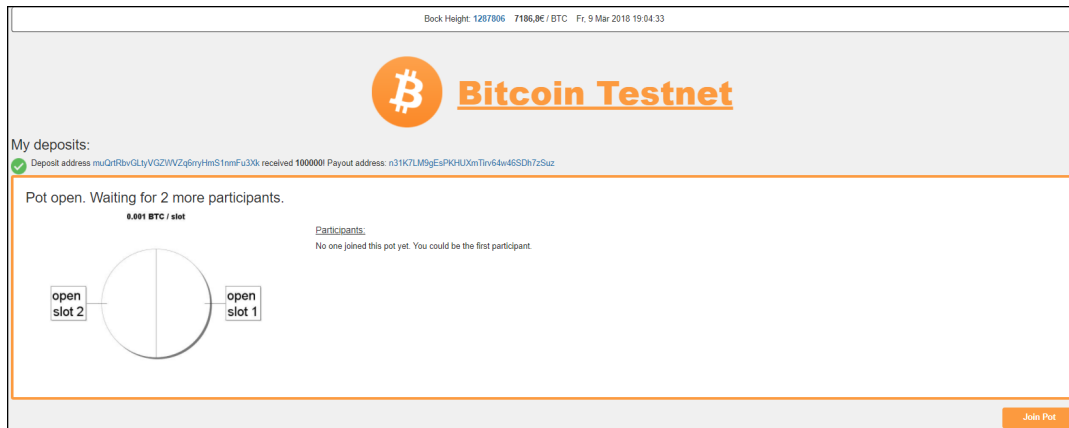 Bock Height: 1287806 7186,8€ / BTC Fr, 9 Mär 2018 19:04:33
Bitcoin Testnet
My deposits:
Deposit address muQrtRbvGLtyVGZWVZq6rryHmS1nmFu3Xk received 100000! Payout address: n31K7LM9gEsPKHUXmTirv64w46SDh7zSuz
Pot open. Waiting for 2 more participants.
0.001 BTC / slot
Participants:
No one joined this pot yet. You could be the first participant.
open
slot 2
open
slot 1
Join Pot